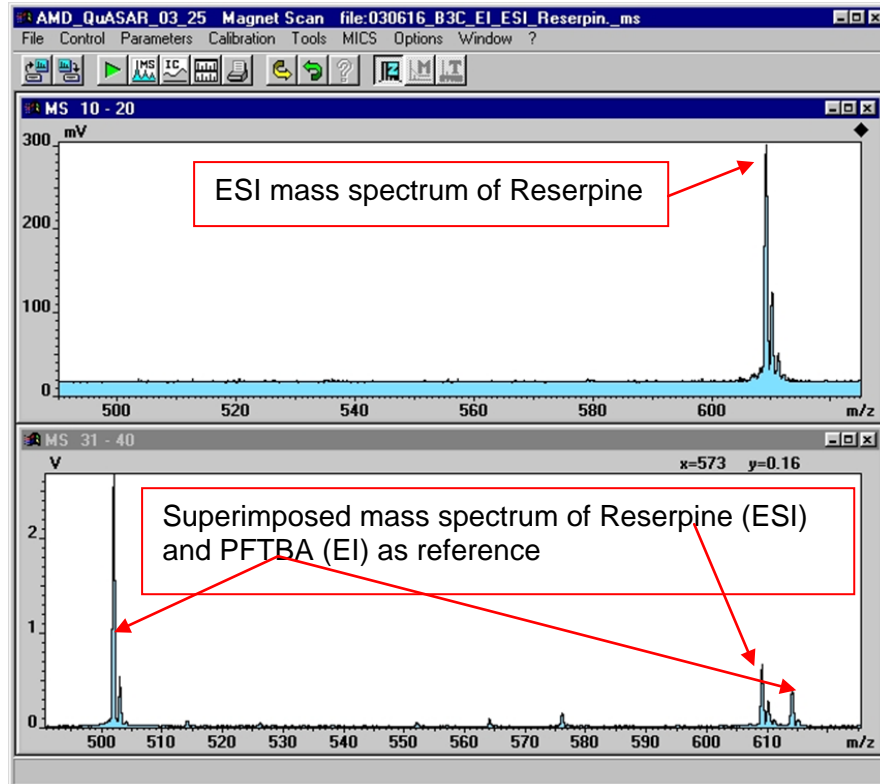 AMD_QuASAR_03_25 Magnet Scan file:030616_B3C_EI_ESI_Reserpin._ms
File Control Parameters Calibration Tools MICS Options Window ?
MS IC
MS 10 - 20
300 mV
ESI mass spectrum of Reserpine
200
100
0
500 520 540 560 580 600 m/z
MS 31 - 40
V x=573 y=0.16
Superimposed mass spectrum of Reserpine (ESI)
and PFTBA (EI) as reference
2
1
0
500 510 520 530 540 550 560 570 580 590 600 610 m/z